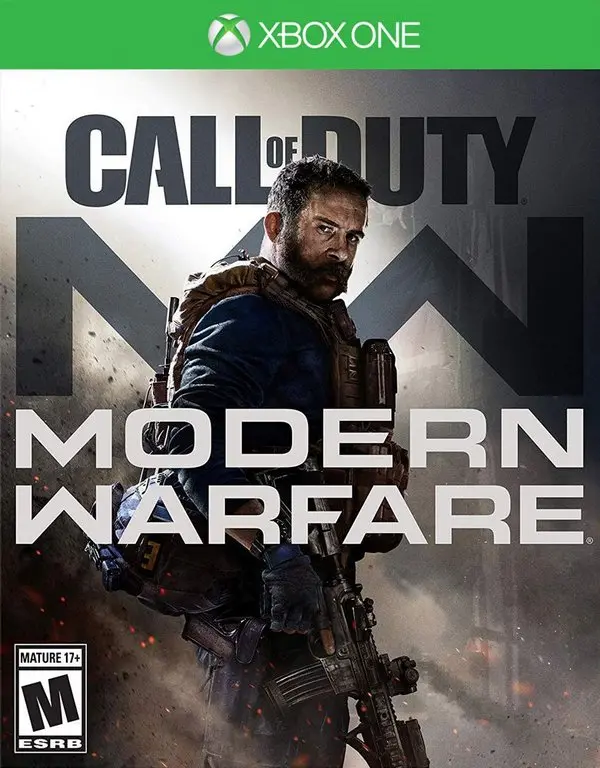 XBOX ONE
CALL OF DUTY®
MW
MODERN
WARFARE®
MATURE 17+
M
ESRB